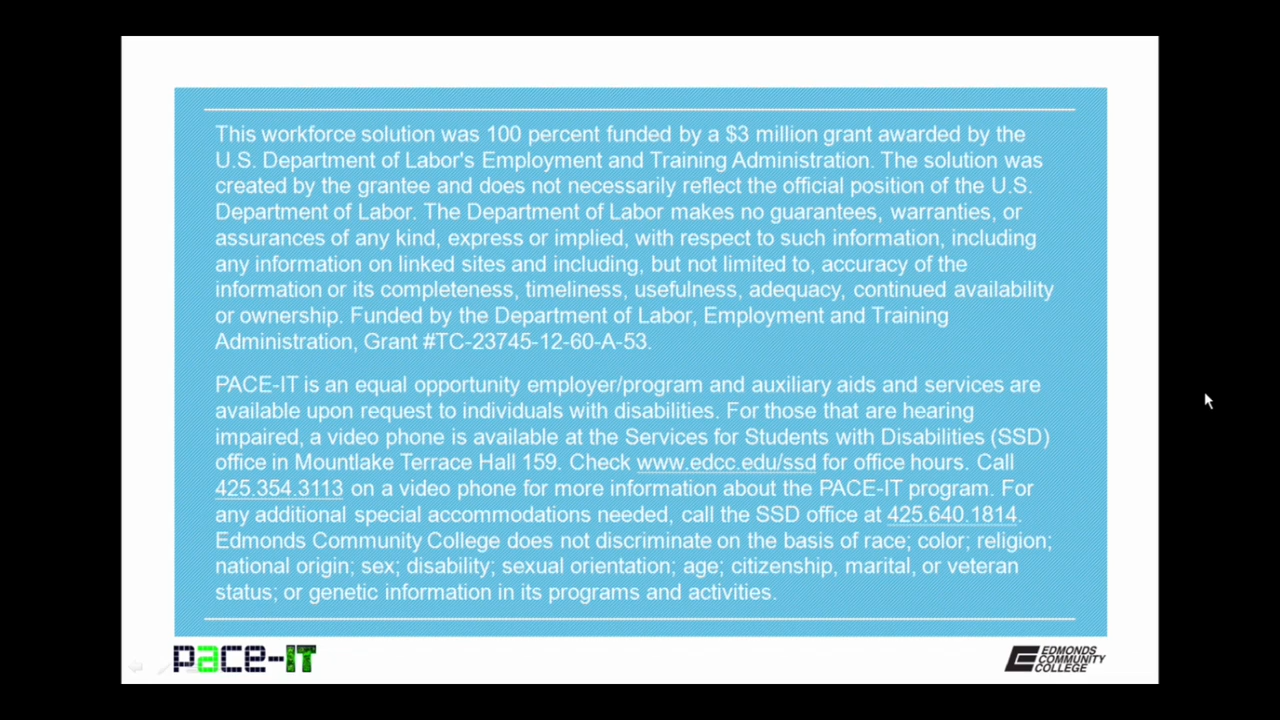 This workforce solution was 100 percent funded by a $3 million grant awarded by the
U.S. Department of Labor's Employment and Training Administration. The solution was
created by the grantee and does not necessarily reflect the official position of the U.S.
Department of Labor. The Department of Labor makes no guarantees, warranties, or
assurances of any kind, express or implied, with respect to such information, including
any information on linked sites and including, but not limited to, accuracy of the
information or its completeness, timeliness, usefulness, adequacy, continued availability
or ownership. Funded by the Department of Labor, Employment and Training
Administration, Grant #TC-23745-12-60-A-53.
PACE-IT is an equal opportunity employer/program and auxiliary aids and services are
available upon request to individuals with disabilities. For those that are hearing
impaired, a video phone is available at the Services for Students with Disabilities (SSD)
office in Mountlake Terrace Hall 159. Check www.edcc.edu/ssd for office hours. Call
425.354.3113 on a video phone for more information about the PACE-IT program. For
any additional special accommodations needed, call the SSD office at 425.640.1814.
Edmonds Community College does not discriminate on the basis of race; color; religion;
national origin; sex; disability; sexual orientation; age; citizenship, marital, or veteran
status; or genetic information in its programs and activities.
pace-IT
EDMONDS
COMMUNITY
COLLEGE